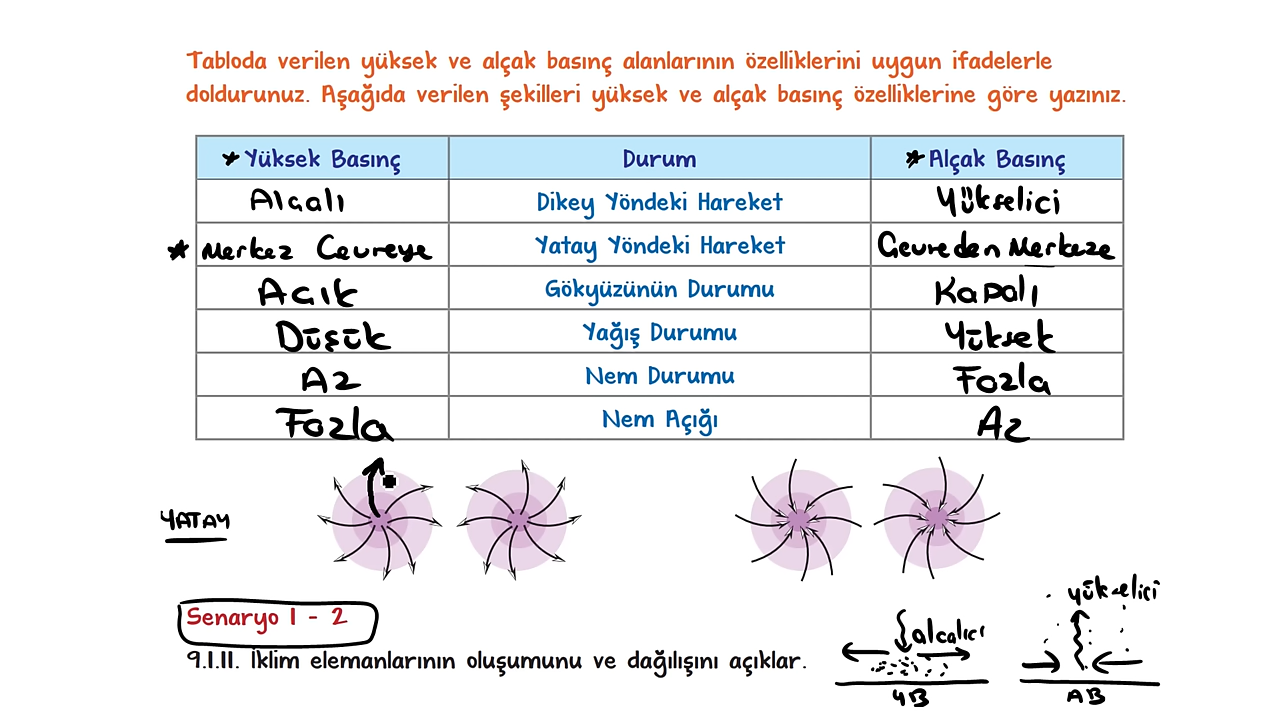 Tabloda verilen yüksek ve alçak basınç alanlarının özelliklerini uygun ifadelerle
doldurunuz. Aşağıda verilen şekilleri yüksek ve alçak basınç özelliklerine göre yazınız.
* Yüksek Basınç Durum * Alçak Basınç
Alçalı Dikey Yöndeki Hareket Yükselici
* Merkez Çevreye Yatay Yöndeki Hareket Çevreden Merkeze
Açık Gökyüzünün Durumu Kapalı
Düşük Yağış Durumu Yüksek
Az Nem Durumu Fazla
Fazla Nem Açığı Az
YATAY
Senaryo 1 - 2
9.1.11. İklim elemanlarının oluşumunu ve dağılışını açıklar.
alçalıcı
YB
yükselici
AB